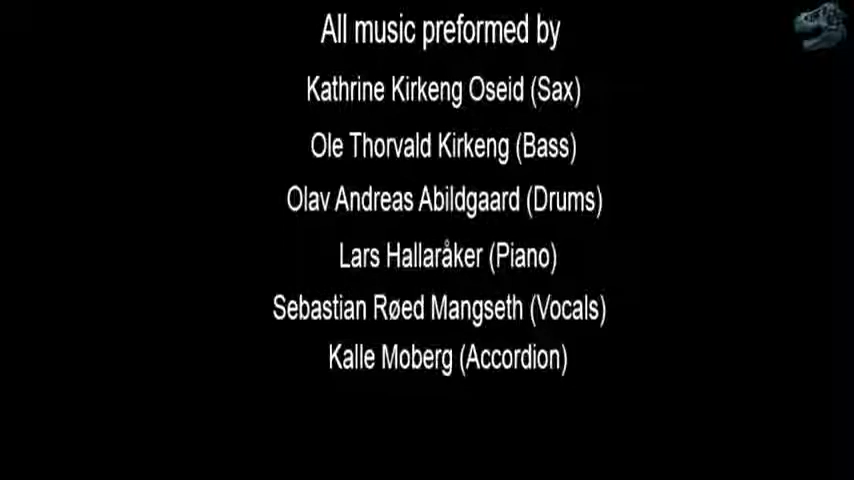 All music preformed by
Kathrine Kirkeng Oseid (Sax)
Ole Thorvald Kirkeng (Bass)
Olav Andreas Abildgaard (Drums)
Lars Hallaråker (Piano)
Sebastian Røed Mangseth (Vocals)
Kalle Moberg (Accordion)